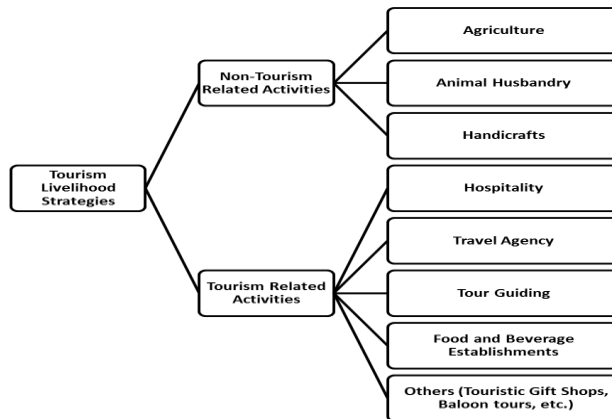 Agriculture
Non-Tourism
Related Activities
Animal Husbandry
Handicrafts
Tourism
Livelihood
Strategies
Hospitality
Travel Agency
Tourism Related
Activities
Tour Guiding
Food and Beverage
Establishments
Others (Touristic Gift Shops,
Baloon tours, etc.)